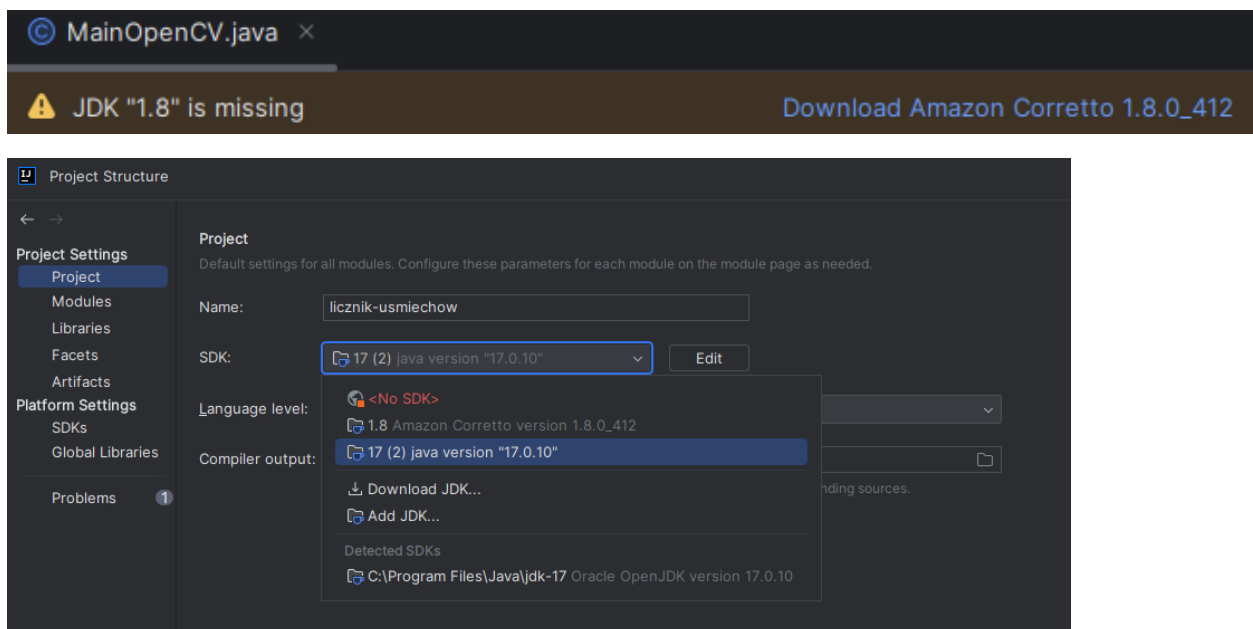 MainOpenCV.java
JDK "1.8" is missing
Download Amazon Corretto 1.8.0_412
Project Structure
Project Settings
Project
Modules
Libraries
Facets
Artifacts
Platform Settings
SDKs
Global Libraries
Problems 1
Project
Default settings for all modules. Configure these parameters for each module on the module page as needed.
Name: licznik-usmiechow
SDK: 17 (2) java version "17.0.10" Edit
<No SDK>
Language level:
1.8 Amazon Corretto version 1.8.0_412
17 (2) java version "17.0.10"
Compiler output:
Download JDK...
nding sources.
Add JDK...
Detected SDKs
C:\Program Files\Java\jdk-17 Oracle OpenJDK version 17.0.10